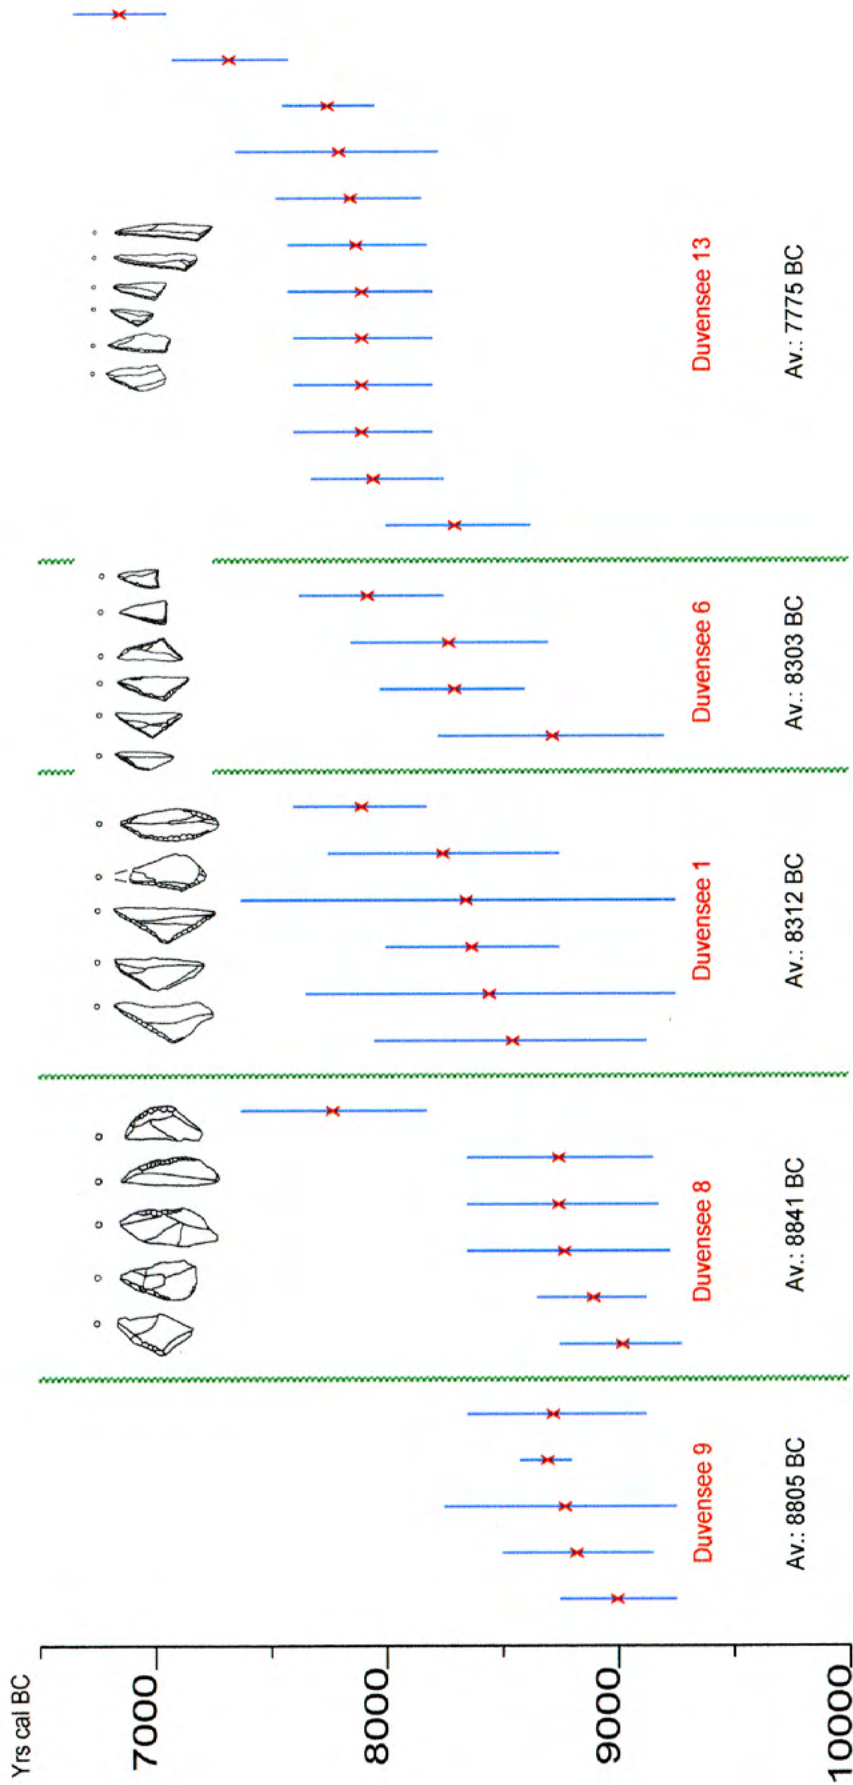 Yrs cal BC
7000
8000
9000
10000
Duvensee 9
Av.: 8805 BC
Duvensee 8
Av.: 8841 BC
Duvensee 1
Av.: 8312 BC
Duvensee 6
Av.: 8303 BC
Duvensee 13
Av.: 7775 BC